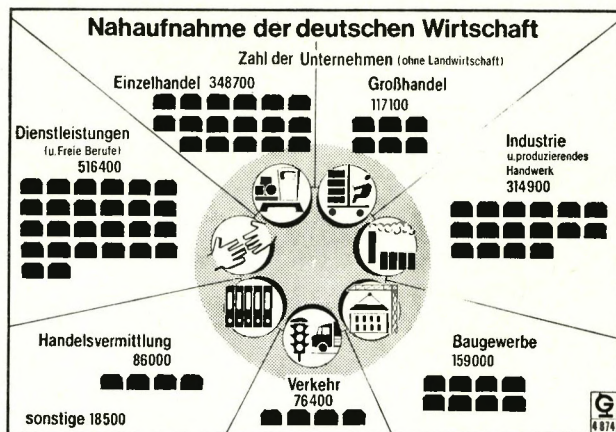 Nahaufnahme der deutschen Wirtschaft
Zahl der Unternehmen (ohne Landwirtschaft)
Einzelhandel 348700
Großhandel
117100
Dienstleistungen
(u. Freie Berufe)
516400
Industrie
u. produzierendes
Handwerk
314900
Handelsvermittlung
86000
Verkehr
76400
Baugewerbe
159000
sonstige 18500
G